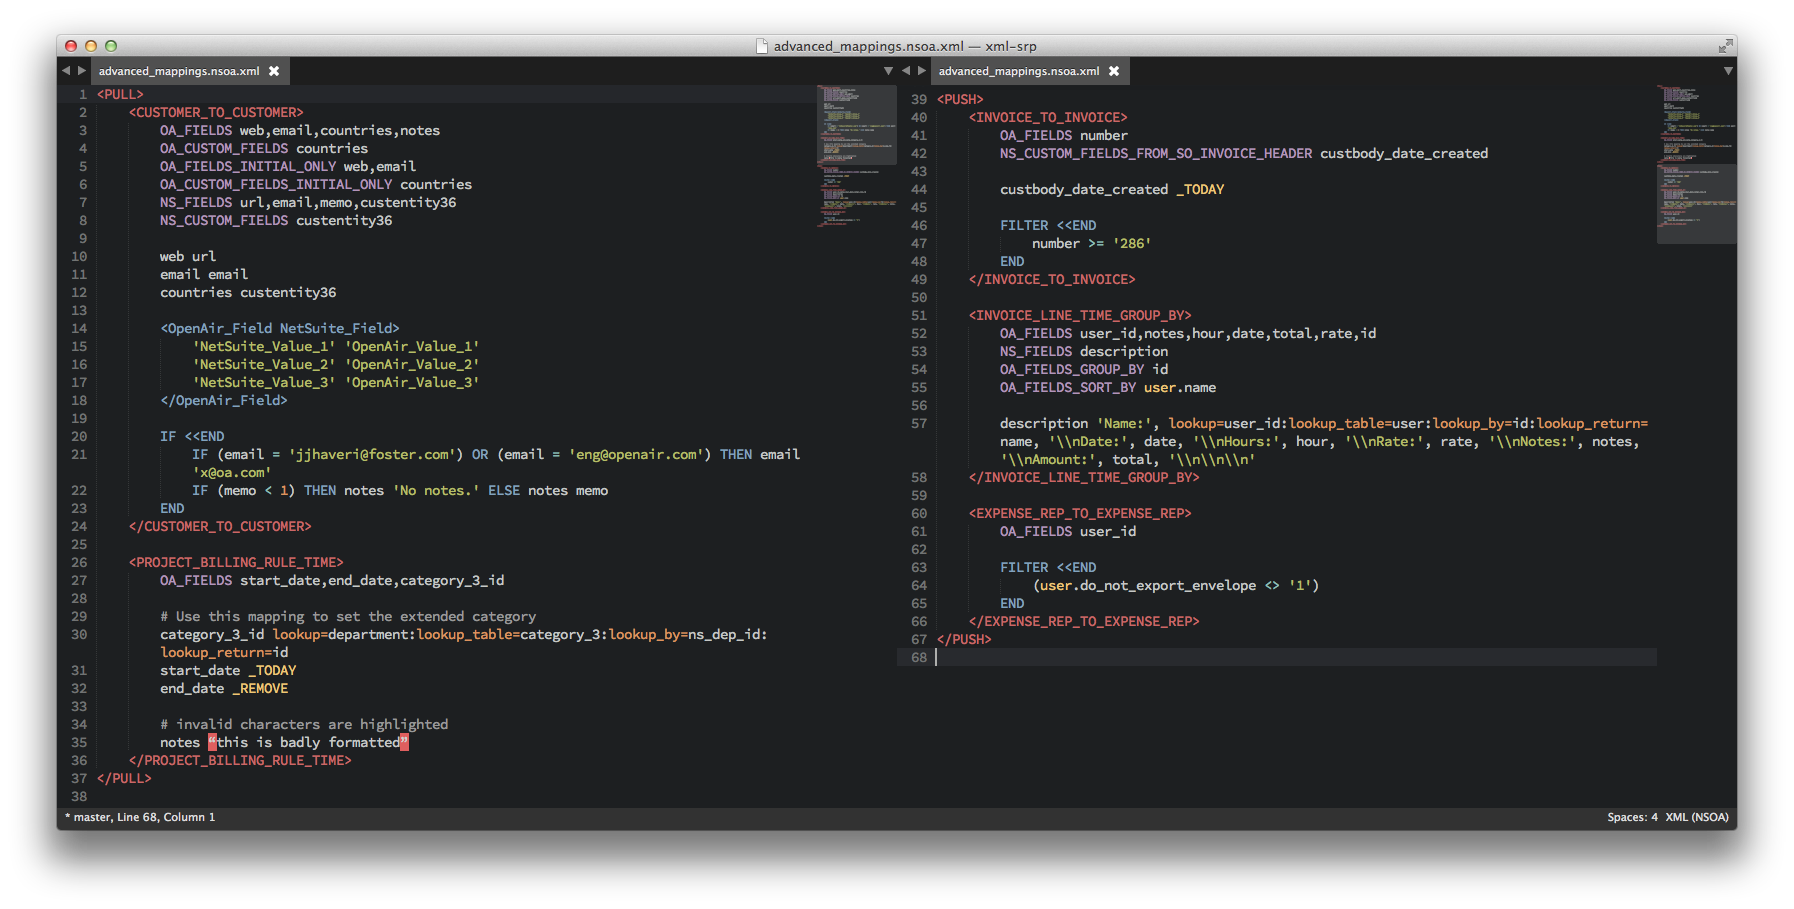 advanced_mappings.nsoa.xml — xml-srp
advanced_mappings.nsoa.xml ✖
1 <PULL>
2 <CUSTOMER_TO_CUSTOMER>
3 OA_FIELDS web,email,countries,notes
4 OA_CUSTOM_FIELDS countries
5 OA_FIELDS_INITIAL_ONLY web,email
6 OA_CUSTOM_FIELDS_INITIAL_ONLY countries
7 NS_FIELDS url,email,memo,custentity36
8 NS_CUSTOM_FIELDS custentity36
9
10 web url
11 email email
12 countries custentity36
13
14 <OpenAir_Field NetSuite_Field>
15 'NetSuite_Value_1' 'OpenAir_Value_1'
16 'NetSuite_Value_2' 'OpenAir_Value_2'
17 'NetSuite_Value_3' 'OpenAir_Value_3'
18 </OpenAir_Field>
19
20 IF <<END
21 IF (email = 'jjhaveri@foster.com') OR (email = 'eng@openair.com') THEN email
'x@oa.com'
22 IF (memo < 1) THEN notes 'No notes.' ELSE notes memo
23 END
24 </CUSTOMER_TO_CUSTOMER>
25
26 <PROJECT_BILLING_RULE_TIME>
27 OA_FIELDS start_date,end_date,category_3_id
28
29 # Use this mapping to set the extended category
30 category_3_id lookup=department:lookup_table=category_3:lookup_by=ns_dep_id:
lookup_return=id
31 start_date _TODAY
32 end_date _REMOVE
33
34 # invalid characters are highlighted
35 notes “this is badly formatted”
36 </PROJECT_BILLING_RULE_TIME>
37 </PULL>
38
advanced_mappings.nsoa.xml ✖
39 <PUSH>
40 <INVOICE_TO_INVOICE>
41 OA_FIELDS number
42 NS_CUSTOM_FIELDS_FROM_SO_INVOICE_HEADER custbody_date_created
43
44 custbody_date_created _TODAY
45
46 FILTER <<END
47 number >= '286'
48 END
49 </INVOICE_TO_INVOICE>
50
51 <INVOICE_LINE_TIME_GROUP_BY>
52 OA_FIELDS user_id,notes,hour,date,total,rate,id
53 NS_FIELDS description
54 OA_FIELDS_GROUP_BY id
55 OA_FIELDS_SORT_BY user.name
56
57 description 'Name:', lookup=user_id:lookup_table=user:lookup_by=id:lookup_return=
name, '\\nDate:', date, '\\nHours:', hour, '\\nRate:', rate, '\\nNotes:', notes,
'\\nAmount:', total, '\\n\\n\\n'
58 </INVOICE_LINE_TIME_GROUP_BY>
59
60 <EXPENSE_REP_TO_EXPENSE_REP>
61 OA_FIELDS user_id
62
63 FILTER <<END
64 (user.do_not_export_envelope <> '1')
65 END
66 </EXPENSE_REP_TO_EXPENSE_REP>
67 </PUSH>
68
* master, Line 68, Column 1
Spaces: 4 XML (NSOA)